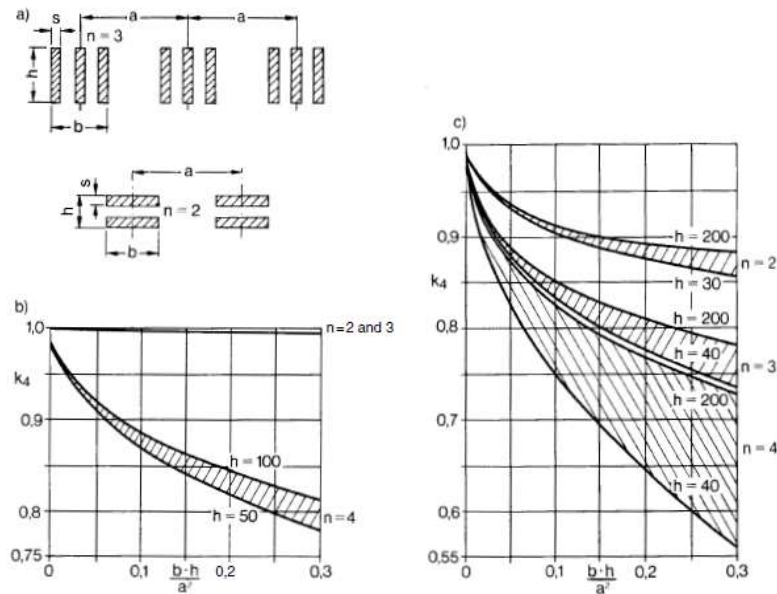 a)
s
n = 3
a
a
h
b
a
s
h
n = 2
b
b)
1,0
k4
0,9
0,8
0,75
n = 2 and 3
h = 100
h = 50
n = 4
0
0,1
0,2
0,3
b · h
a²
c)
1,0
0,9
k4
0,8
0,7
0,6
0,55
h = 200
n = 2
h = 30
h = 200
h = 40
n = 3
h = 200
n = 4
h = 40
0
0,1
0,2
0,3
b · h
a²